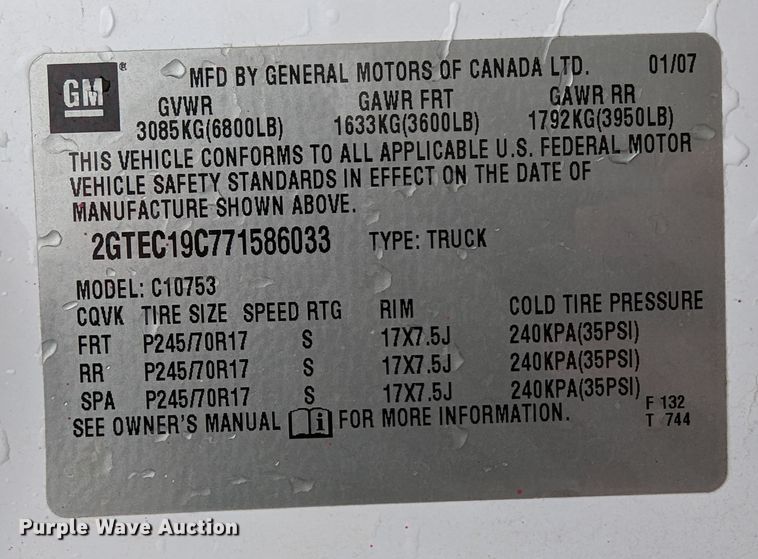 GM® MFD BY GENERAL MOTORS OF CANADA LTD. 01/07
GVWR GAWR FRT GAWR RR
3085KG(6800LB) 1633KG(3600LB) 1792KG(3950LB)
THIS VEHICLE CONFORMS TO ALL APPLICABLE U.S. FEDERAL MOTOR
VEHICLE SAFETY STANDARDS IN EFFECT ON THE DATE OF
MANUFACTURE SHOWN ABOVE.
2GTEC19C771586033 TYPE: TRUCK
MODEL: C10753
CQVK TIRE SIZE SPEED RTG RIM COLD TIRE PRESSURE
FRT P245/70R17 S 17X7.5J 240KPA(35PSI)
RR P245/70R17 S 17X7.5J 240KPA(35PSI)
SPA P245/70R17 S 17X7.5J 240KPA(35PSI)
SEE OWNER'S MANUAL i FOR MORE INFORMATION. F 132
T 744
Purple Wave Auction